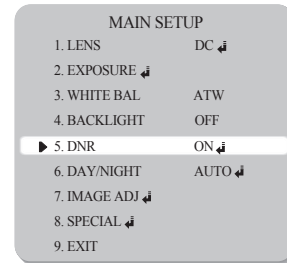 MAIN SETUP
1. LENS DC ↲
2. EXPOSURE ↲
3. WHITE BAL ATW
4. BACKLIGHT OFF
5. DNR ON ↲
6. DAY/NIGHT AUTO ↲
7. IMAGE ADJ ↲
8. SPECIAL ↲
9. EXIT